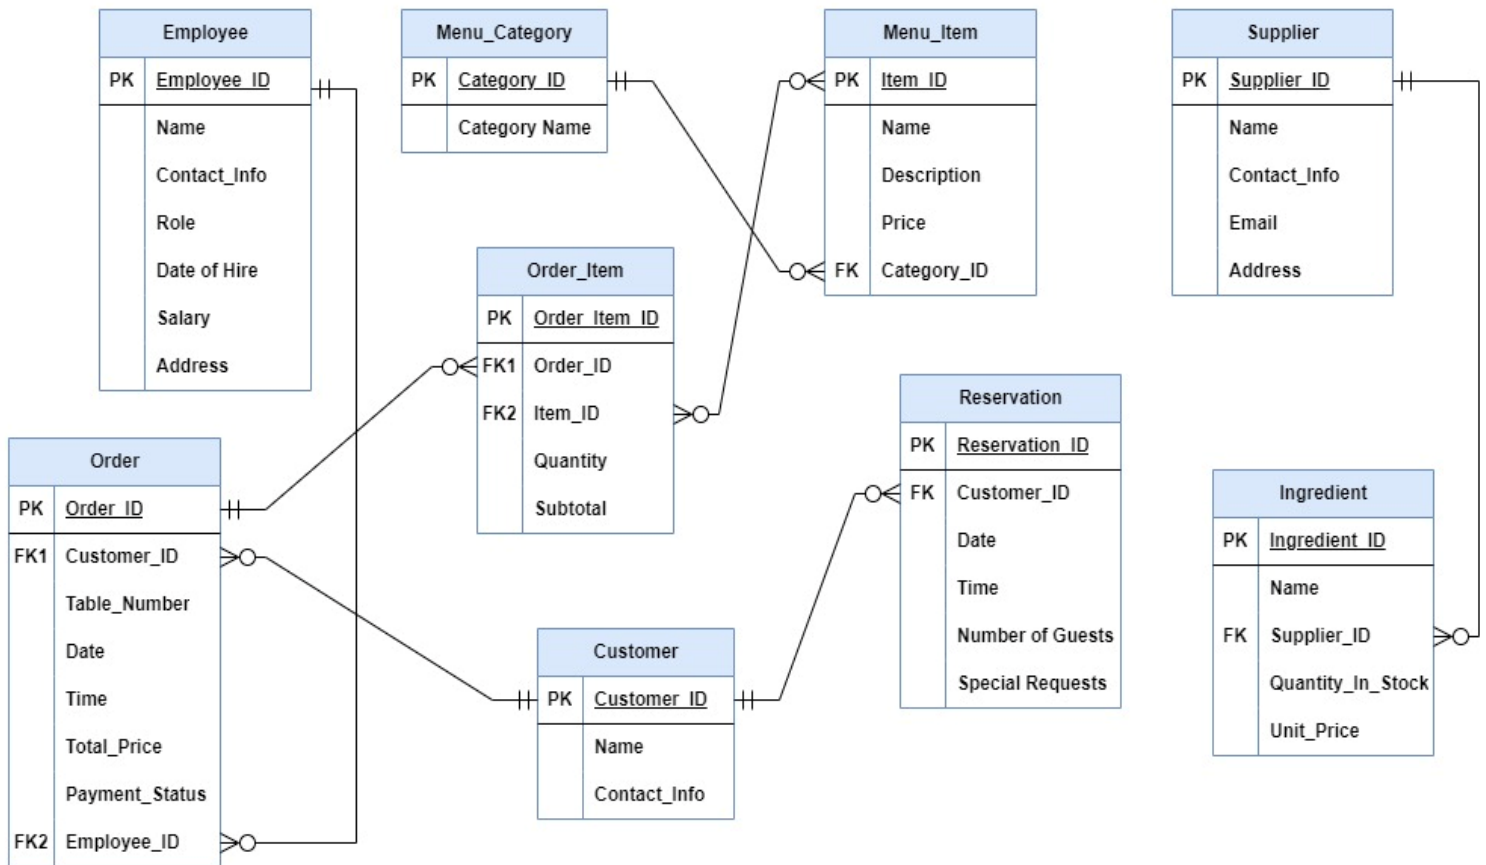 Employee
PK Employee_ID
Name
Contact_Info
Role
Date of Hire
Salary
Address
Menu_Category
PK Category_ID
Category Name
Menu_Item
PK Item_ID
Name
Description
Price
FK Category_ID
Supplier
PK Supplier_ID
Name
Contact_Info
Email
Address
Order_Item
PK Order_Item_ID
FK1 Order_ID
FK2 Item_ID
Quantity
Subtotal
Reservation
PK Reservation_ID
FK Customer_ID
Date
Time
Number of Guests
Special Requests
Order
PK Order_ID
FK1 Customer_ID
Table_Number
Date
Time
Total_Price
Payment_Status
FK2 Employee_ID
Customer
PK Customer_ID
Name
Contact_Info
Ingredient
PK Ingredient_ID
Name
FK Supplier_ID
Quantity_In_Stock
Unit_Price